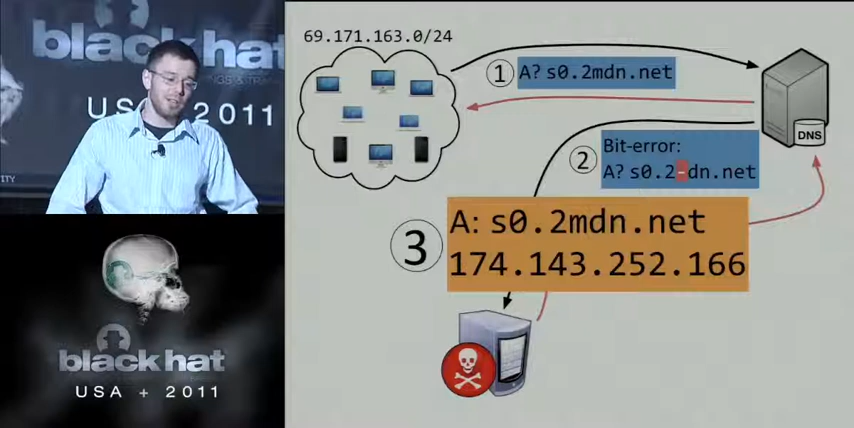 black hat
USA 2011
69.171.163.0/24
1 A? s0.2mdn.net
DNS
2 Bit-error:
A? s0.2-dn.net
3 A: s0.2mdn.net
174.143.252.166
black hat
USA + 2011